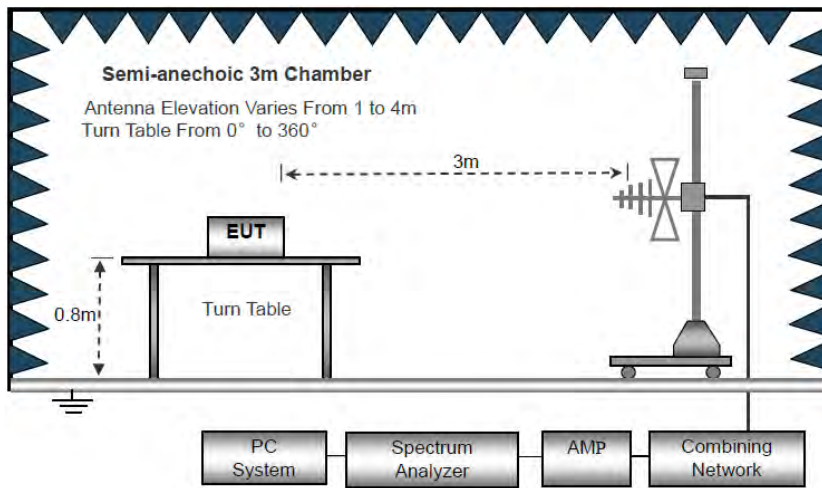 Semi-anechoic 3m Chamber
Antenna Elevation Varies From 1 to 4m
Turn Table From 0° to 360°
3m
EUT
0.8m
Turn Table
PC
System
Spectrum
Analyzer
AMP
Combining
Network